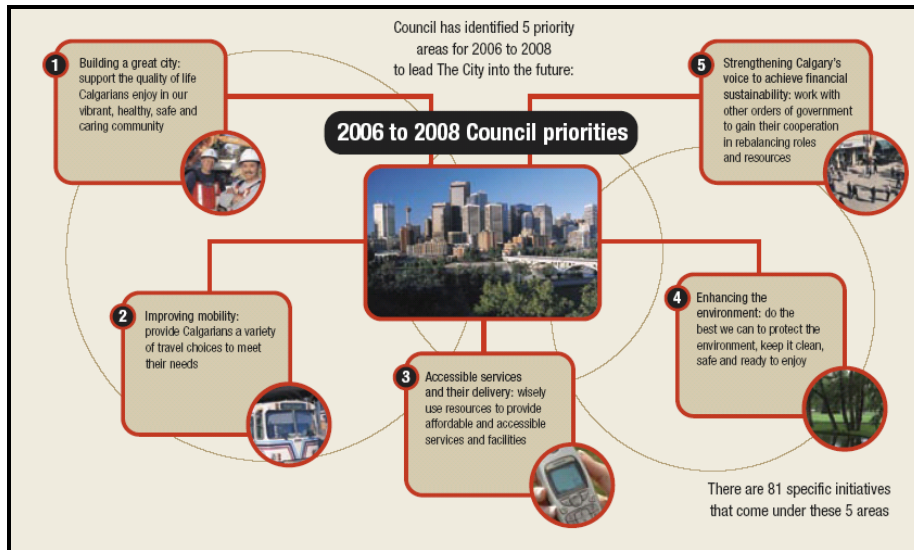 Council has identified 5 priority
areas for 2006 to 2008
to lead The City into the future:
2006 to 2008 Council priorities
1
Building a great city:
support the quality of life
Calgarians enjoy in our
vibrant, healthy, safe and
caring community
2
Improving mobility:
provide Calgarians a variety
of travel choices to meet
their needs
3
Accessible services
and their delivery: wisely
use resources to provide
affordable and accessible
services and facilities
4
Enhancing the
environment: do the
best we can to protect the
environment, keep it clean,
safe and ready to enjoy
5
Strengthening Calgary's
voice to achieve financial
sustainability: work with
other orders of government
to gain their cooperation
in rebalancing roles
and resources
There are 81 specific initiatives
that come under these 5 areas